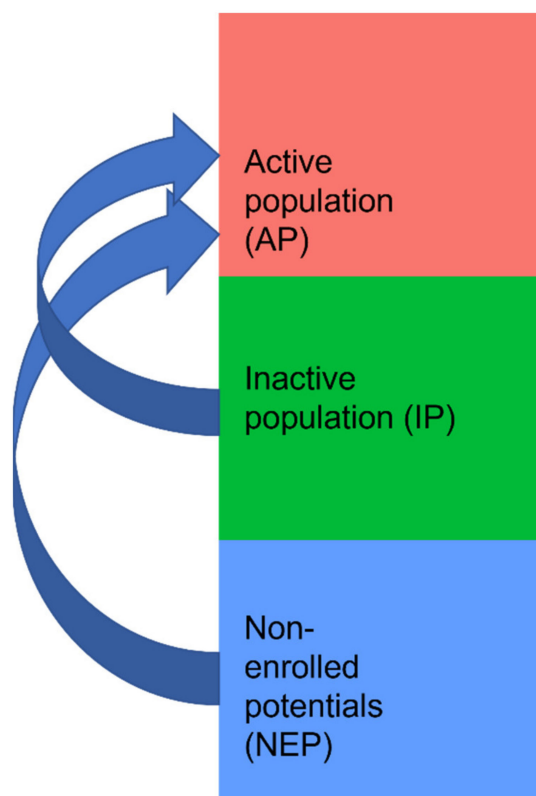 Active
population
(AP)
Inactive
population (IP)
Non-
enrolled
potentials
(NEP)